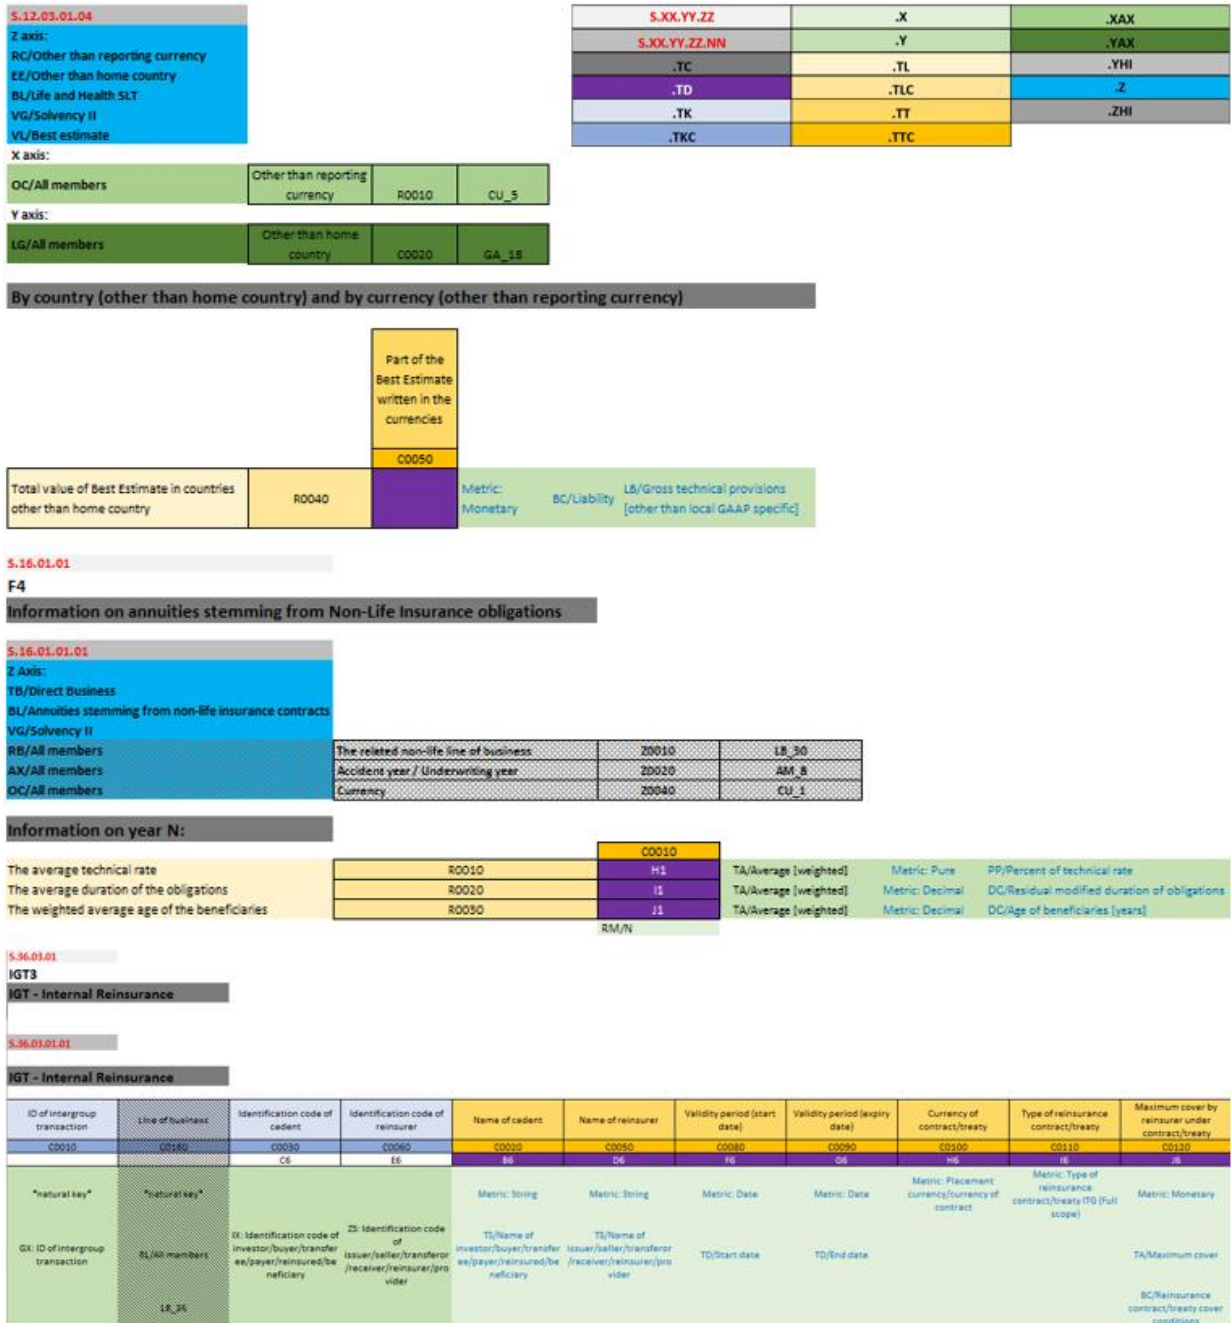 S.12.03.01.04
Z axis:
RC/Other than reporting currency
EE/Other than home country
BL/Life and Health SLT
VG/Solvency II
VL/Best estimate
S.XX.YY.ZZ .X .XAX
S.XX.YY.ZZ.NN .Y .YAX
.TC .TL .YHI
.TD .TLC .Z
.TK .TT .ZHI
.TKC .TTC
X axis:
OC/All members Other than reporting currency R0010 CU_5
Y axis:
LG/All members Other than home country C0020 GA_18
By country (other than home country) and by currency (other than reporting currency)
Part of the
Best Estimate
written in the
currencies
C0050
Total value of Best Estimate in countries other than home country R0040 Metric: Monetary BC/Liability LB/Gross technical provisions [other than local GAAP specific]
S.16.01.01
F4
Information on annuities stemming from Non-Life Insurance obligations
S.16.01.01.01
Z Axis:
TB/Direct Business
BL/Annuities stemming from non-life insurance contracts
VG/Solvency II
RB/All members The related non-life line of business Z0010 LB_30
AX/All members Accident year / Underwriting year Z0020 AM_8
OC/All members Currency Z0040 CU_1
Information on year N:
C0010
The average technical rate R0010 H1 TA/Average [weighted] Metric: Pure PP/Percent of technical rate
The average duration of the obligations R0020 I1 TA/Average [weighted] Metric: Decimal DC/Residual modified duration of obligations
The weighted average age of the beneficiaries R0030 J1 TA/Average [weighted] Metric: Decimal DC/Age of beneficiaries [years]
RM/N
S.36.03.01
IGT3
IGT - Internal Reinsurance
S.36.03.01.01
IGT - Internal Reinsurance
ID of intergroup transaction Line of business Identification code of cedent Identification code of reinsurer Name of cedent Name of reinsurer Validity period (start date) Validity period (expiry date) Currency of contract/treaty Type of reinsurance contract/treaty Maximum cover by reinsurer under contract/treaty
C0010 C0160 C0030 C0060 C0020 C0050 C0080 C0090 C0100 C0110 C0120
C6 E6 B6 D6 F6 G6 H6 I6 J6
"natural key" "natural key" Metric: String Metric: String Metric: Date Metric: Date Metric: Placement currency/currency of contract Metric: Type of reinsurance contract/treaty ITG (Full scope) Metric: Monetary
GX: ID of intergroup transaction BL/All members IX: Identification code of investor/buyer/transferee/payer/reinsured/beneficiary ZS: Identification code of issuer/seller/transferor/receiver/reinsurer/provider TS/Name of investor/buyer/transferee/payer/reinsured/beneficiary TS/Name of issuer/seller/transferor/receiver/reinsurer/provider TD/Start date TD/End date TA/Maximum cover
LB_36 BC/Reinsurance contract/treaty cover conditions